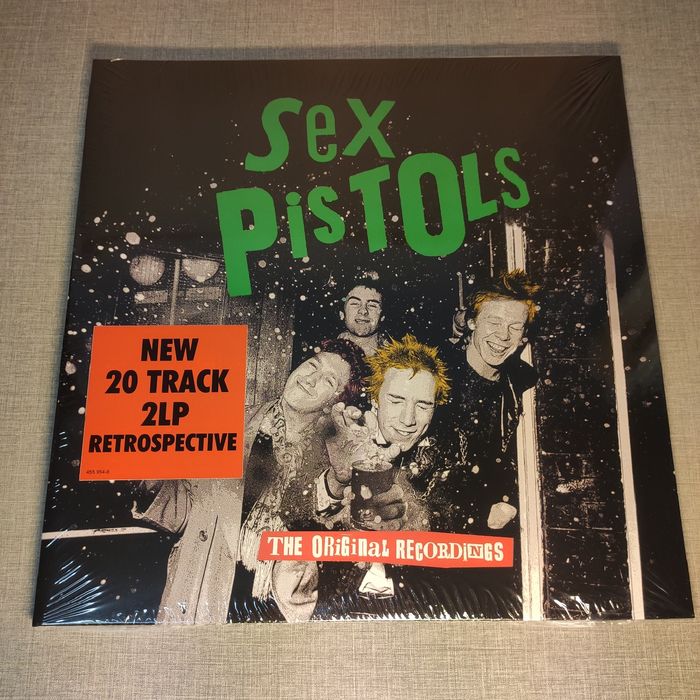 Sex
PiSTOLS
NEW
20 TRACK
2LP
RETROSPECTIVE
THE ORiGiNaL RECORDiNGS